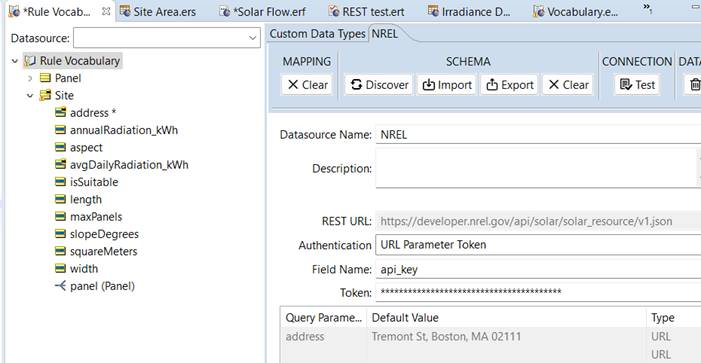 *Rule Vocab...
Site Area.ers
*Solar Flow.erf
REST test.erf
Irradiance D...
Vocabulary.e...
»1
Datasource:
Rule Vocabulary
Panel
Site
address *
annualRadiation_kWh
aspect
avgDailyRadiation_kWh
isSuitable
length
maxPanels
slopeDegrees
squareMeters
width
panel (Panel)
Custom Data Types NREL
MAPPING SCHEMA CONNECTION DAT
Clear Discover Import Export Clear Test
Datasource Name: NREL
Description:
REST URL: https://developer.nrel.gov/api/solar/solar_resource/v1.json
Authentication URL Parameter Token
Field Name: api_key
Token: ****************************************
Query Parame... Default Value Type
address Tremont St, Boston, MA 02111 URL
URL